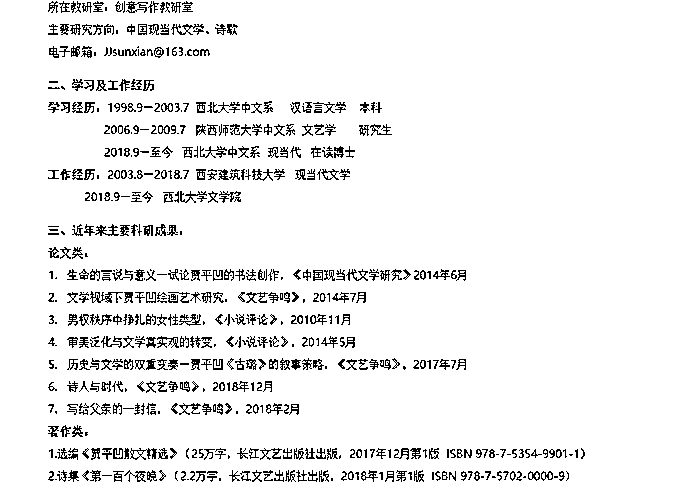 所在教研室：创意写作教研室
主要研究方向：中国现当代文学、诗歌
电子邮箱：JJsunxian@163.com
二、学习及工作经历
学习经历：1998.9—2003.7 西北大学中文系 汉语言文学 本科
2006.9—2009.7 陕西师范大学中文系 文艺学 研究生
2018.9—至今 西北大学中文系 现当代 在读博士
工作经历：2003.8—2018.7 西安建筑科技大学 现当代文学
2018.9—至今 西北大学文学院
三、近年来主要科研成果：
论文类：
1. 生命的言说与意义—试论贾平凹的书法创作，《中国现当代文学研究》2014年6月
2. 文学视域下贾平凹绘画艺术研究，《文艺争鸣》，2014年7月
3. 男权秩序中挣扎的女性类型，《小说评论》，2010年11月
4. 审美泛化与文学真实观的转变，《小说评论》，2014年5月
5. 历史与文学的双重变奏—贾平凹《古璐》的叙事策略，《文艺争鸣》，2017年7月
6. 诗人与时代，《文艺争鸣》，2018年12月
7. 写给父亲的一封信，《文艺争鸣》，2018年2月
著作类：
1.选编《贾平凹散文精选》（25万字，长江文艺出版社出版，2017年12月第1版 ISBN 978-7-5354-9901-1）
2.诗集《第一百个夜晚》（2.2万字，长江文艺出版社出版，2018年1月第1版 ISBN 978-7-5702-0000-9）